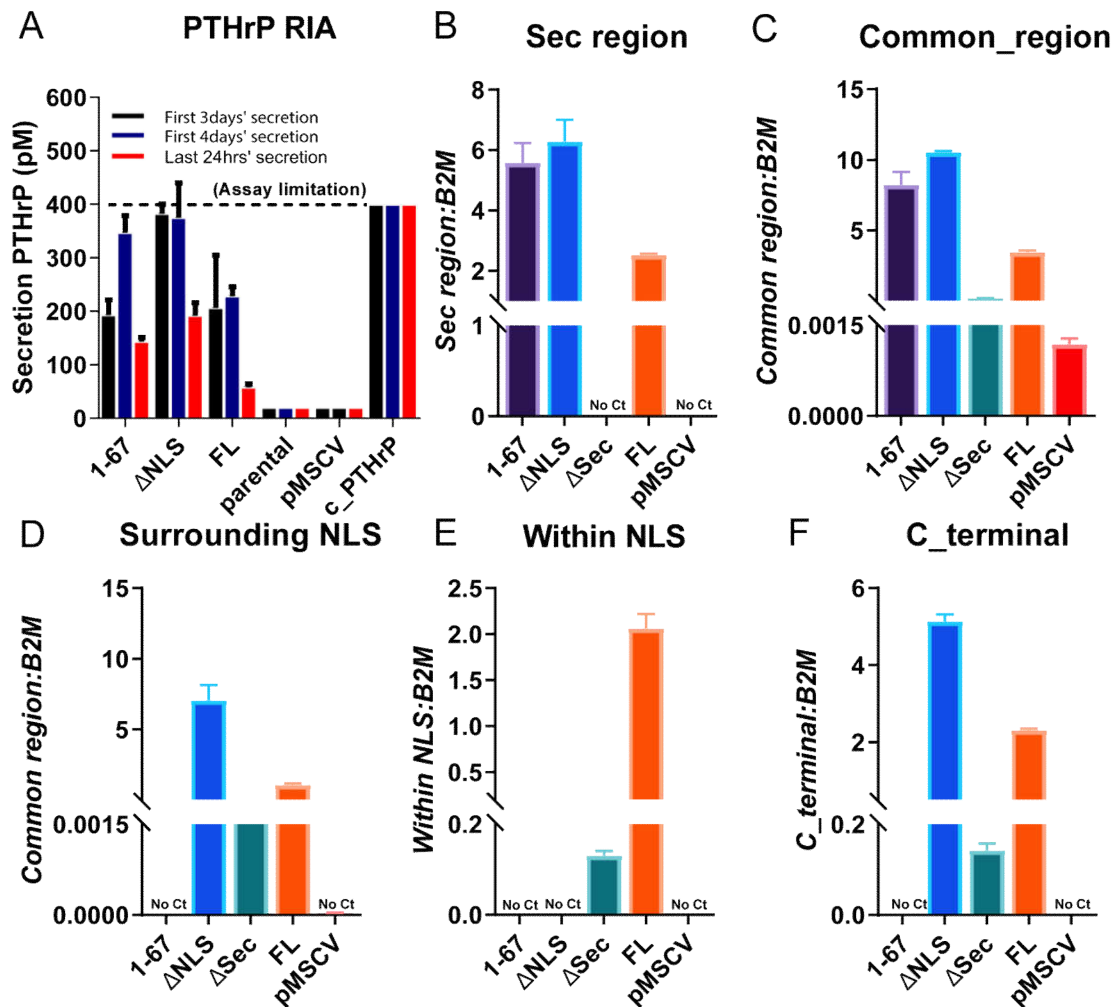 A
PTHrP RIA
Secretion PTHrP (pM)
600
500
400
300
200
100
0
First 3days' secretion
First 4days' secretion
Last 24hrs' secretion
(Assay limitation)
1-67
ΔNLS
FL
parental
pMSCV
c_PTHrP
B
Sec region
Sec region:B2M
8
6
4
2
1
0
No Ct
No Ct
1-67
ΔNLS
ΔSec
FL
pMSCV
C
Common_region
Common region:B2M
15
10
5
0.0015
0.0000
1-67
ΔNLS
ΔSec
FL
pMSCV
D
Surrounding NLS
Common region:B2M
15
5
0.0015
0.0000
No Ct
No Ct
1-67
ΔNLS
ΔSec
FL
pMSCV
E
Within NLS
Within NLS:B2M
2.5
2.0
1.5
1.0
0.5
0.2
0.0
No Ct
No Ct
No Ct
1-67
ΔNLS
ΔSec
FL
pMSCV
F
C_terminal
C_terminal:B2M
6
4
2
0.2
0.0
No Ct
No Ct
1-67
ΔNLS
ΔSec
FL
pMSCV